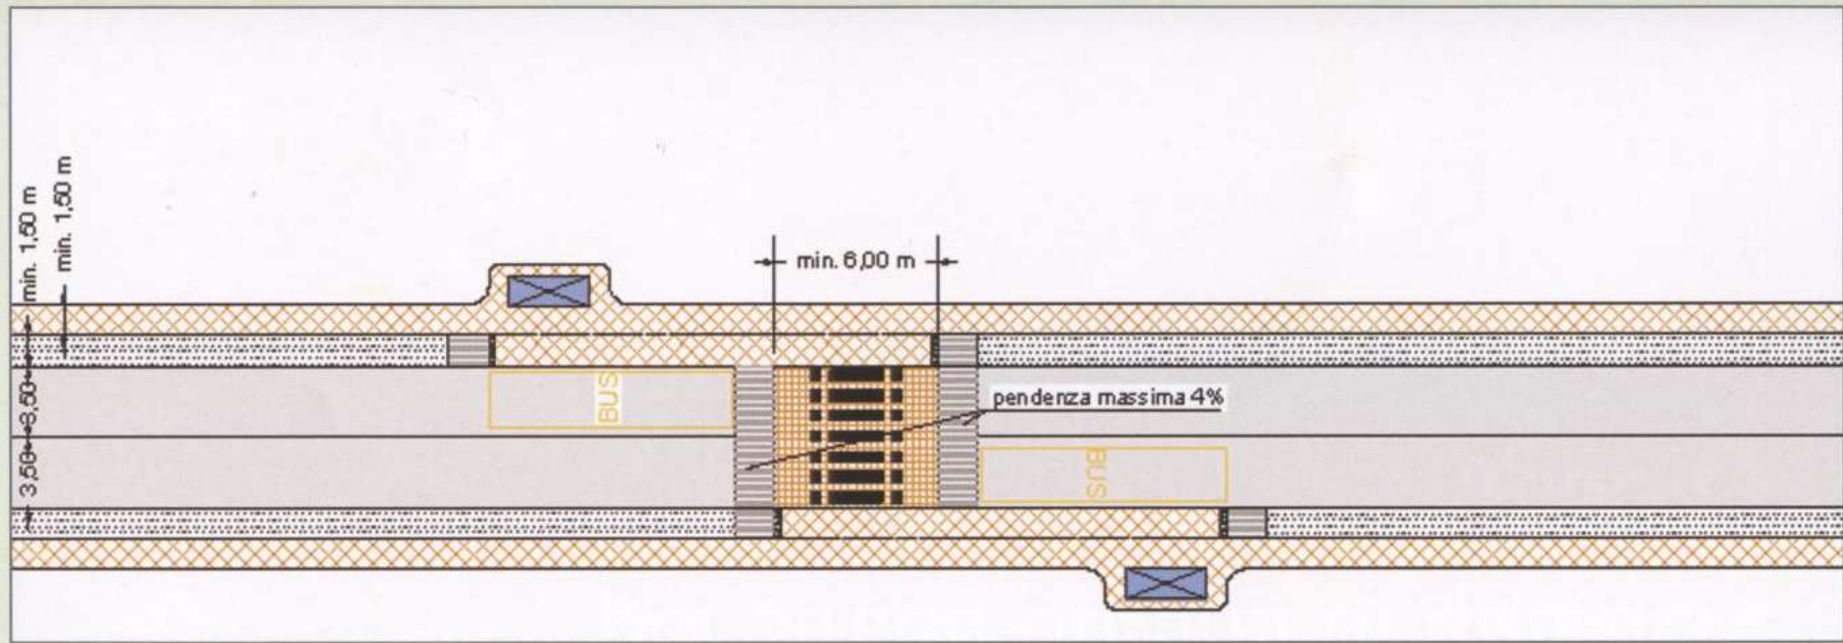 min. 1,50 m
min. 1,50 m
3,50
3,50
min. 6,00 m
BUS
pendenza massima 4%
BUS